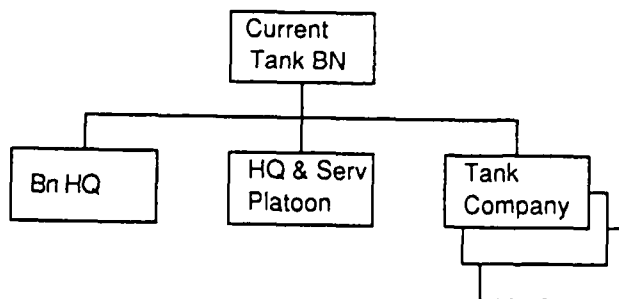 Current
Tank BN
Bn HQ
HQ & Serv
Platoon
Tank
Company